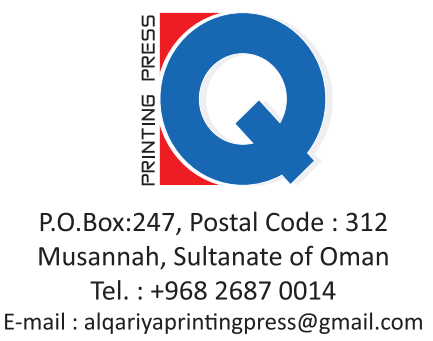 PRINTING PRESS
Q
P.O.Box:247, Postal Code : 312
Musannah, Sultanate of Oman
Tel. : +968 2687 0014
E-mail : alqariyaprintingpress@gmail.com